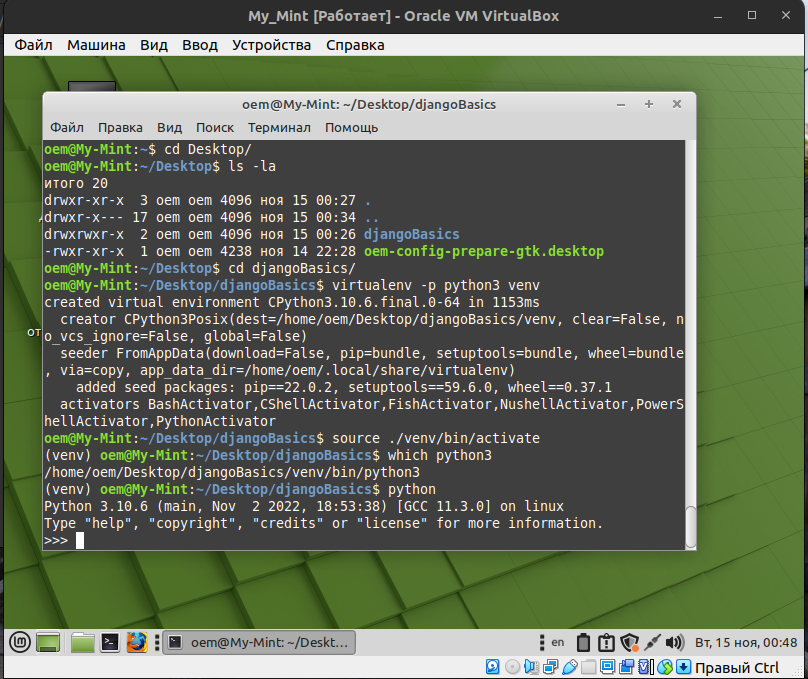 My_Mint [Работает] - Oracle VM VirtualBox
Файл Машина Вид Ввод Устройства Справка
oem@My-Mint: ~/Desktop/djangoBasics
Файл Правка Вид Поиск Терминал Помощь
oem@My-Mint:~$ cd Desktop/
oem@My-Mint:~/Desktop$ ls -la
итого 20
drwxr-xr-x  3 oem oem 4096 ноя 15 00:27 .
drwxr-x--- 17 oem oem 4096 ноя 15 00:34 ..
drwxrwxr-x  2 oem oem 4096 ноя 15 00:26 djangoBasics
-rwxr-xr-x  1 oem oem 4238 ноя 14 22:28 oem-config-prepare-gtk.desktop
oem@My-Mint:~/Desktop$ cd djangoBasics/
oem@My-Mint:~/Desktop/djangoBasics$ virtualenv -p python3 venv
created virtual environment CPython3.10.6.final.0-64 in 1153ms
  creator CPython3Posix(dest=/home/oem/Desktop/djangoBasics/venv, clear=False, n
o_vcs_ignore=False, global=False)
от
  seeder FromAppData(download=False, pip=bundle, setuptools=bundle, wheel=bundle
, via=copy, app_data_dir=/home/oem/.local/share/virtualenv)
    added seed packages: pip==22.0.2, setuptools==59.6.0, wheel==0.37.1
  activators BashActivator,CShellActivator,FishActivator,NushellActivator,PowerS
hellActivator,PythonActivator
oem@My-Mint:~/Desktop/djangoBasics$ source ./venv/bin/activate
(venv) oem@My-Mint:~/Desktop/djangoBasics$ which python3
/home/oem/Desktop/djangoBasics/venv/bin/python3
(venv) oem@My-Mint:~/Desktop/djangoBasics$ python
Python 3.10.6 (main, Nov  2 2022, 18:53:38) [GCC 11.3.0] on linux
Type "help", "copyright", "credits" or "license" for more information.
>>>
oem@My-Mint: ~/Deskt... en Вт, 15 ноя, 00:48
Правый Ctrl